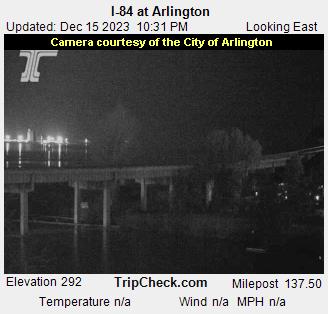 I-84 at Arlington
Updated: Dec 15 2023 10:31 PM Looking East
Camera courtesy of the City of Arlington
Elevation 292 TripCheck.com Milepost 137.50
Temperature n/a Wind n/a MPH n/a